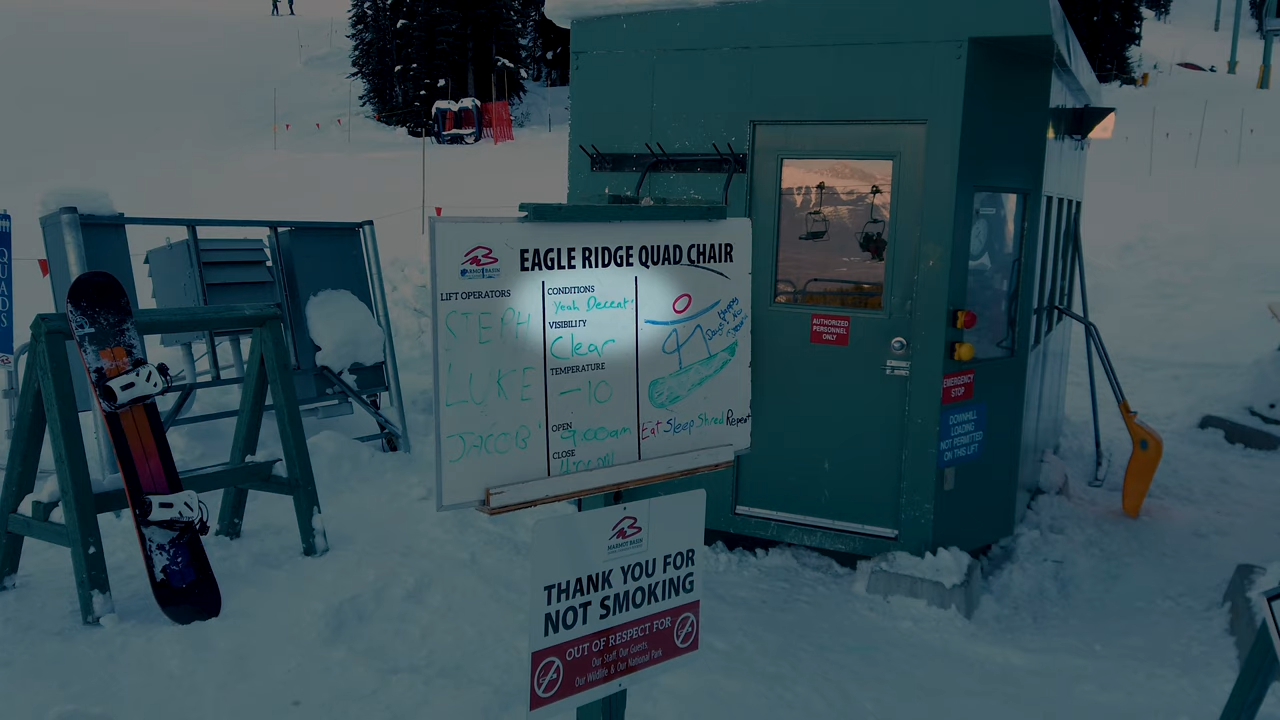 QUADS
MARMOT BASIN
EAGLE RIDGE QUAD CHAIR
LIFT OPERATORS
STEPH
LUKE
JACOB
CONDITIONS
Yeah Decent!
VISIBILITY
Clear
TEMPERATURE
-10
OPEN
9:00am
CLOSE
Eat Sleep Shred Repeat
AUTHORIZED
PERSONNEL
ONLY
EMERGENCY
STOP
DOWNHILL
LOADING
NOT PERMITTED
ON THIS LIFT
MARMOT BASIN
THANK YOU FOR
NOT SMOKING
OUT OF RESPECT FOR
Our Staff, Our Guests,
Our Wildlife & Our National Park